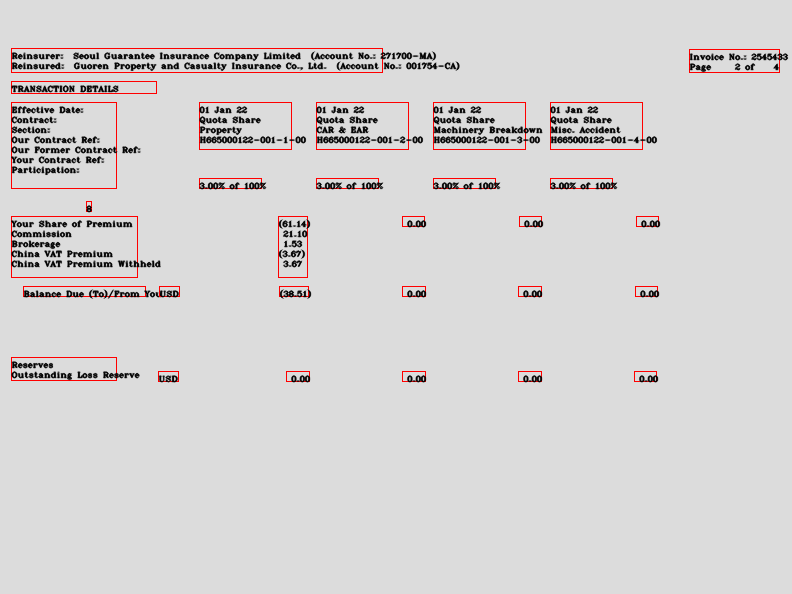 Reinsurer: Seoul Guarantee Insurance Company Limited (Account No.: 271700-MA) Invoice No.: 2545433
Reinsured: Guoren Property and Casualty Insurance Co., Ltd. (Account No.: 001754-CA) Page 2 of 4
TRANSACTION DETAILS
Effective Date: 01 Jan 22 01 Jan 22 01 Jan 22 01 Jan 22
Contract: Quota Share Quota Share Quota Share Quota Share
Section: Property CAR & EAR Machinery Breakdown Misc. Accident
Our Contract Ref: H665000122-001-1-00 H665000122-001-2-00 H665000122-001-3-00 H665000122-001-4-00
Our Former Contract Ref:
Your Contract Ref:
Participation:
3.00% of 100% 3.00% of 100% 3.00% of 100% 3.00% of 100%
Your Share of Premium (61.14) 0.00 0.00 0.00
Commission 21.10
Brokerage 1.53
China VAT Premium (3.67)
China VAT Premium Withheld 3.67
Balance Due (To)/From You USD (38.51) 0.00 0.00 0.00
Reserves
Outstanding Loss Reserve USD 0.00 0.00 0.00 0.00